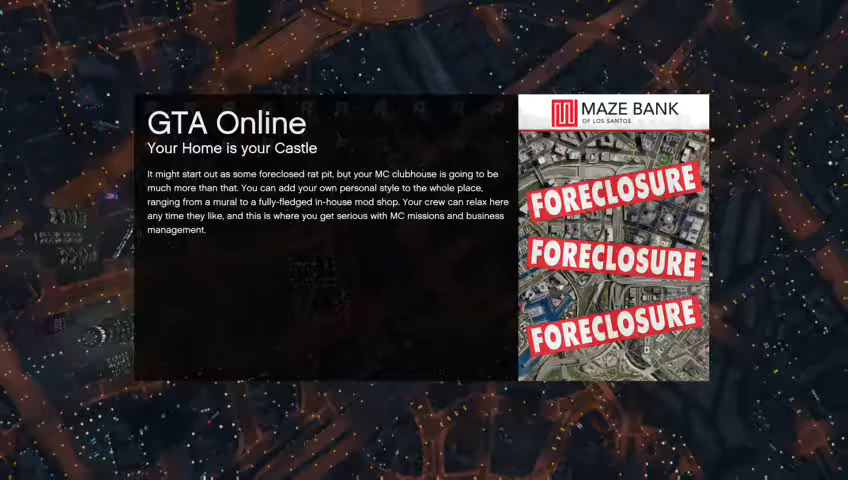 GTA Online
Your Home is your Castle
It might start out as some foreclosed rat pit, but your MC clubhouse is going to be
much more than that. You can add your own personal style to the whole place,
ranging from a mural to a fully-fledged in-house mod shop. Your crew can relax here
any time they like, and this is where you get serious with MC missions and business
management.
MAZE BANK
OF LOS SANTOS
FORECLOSURE
FORECLOSURE
FORECLOSURE